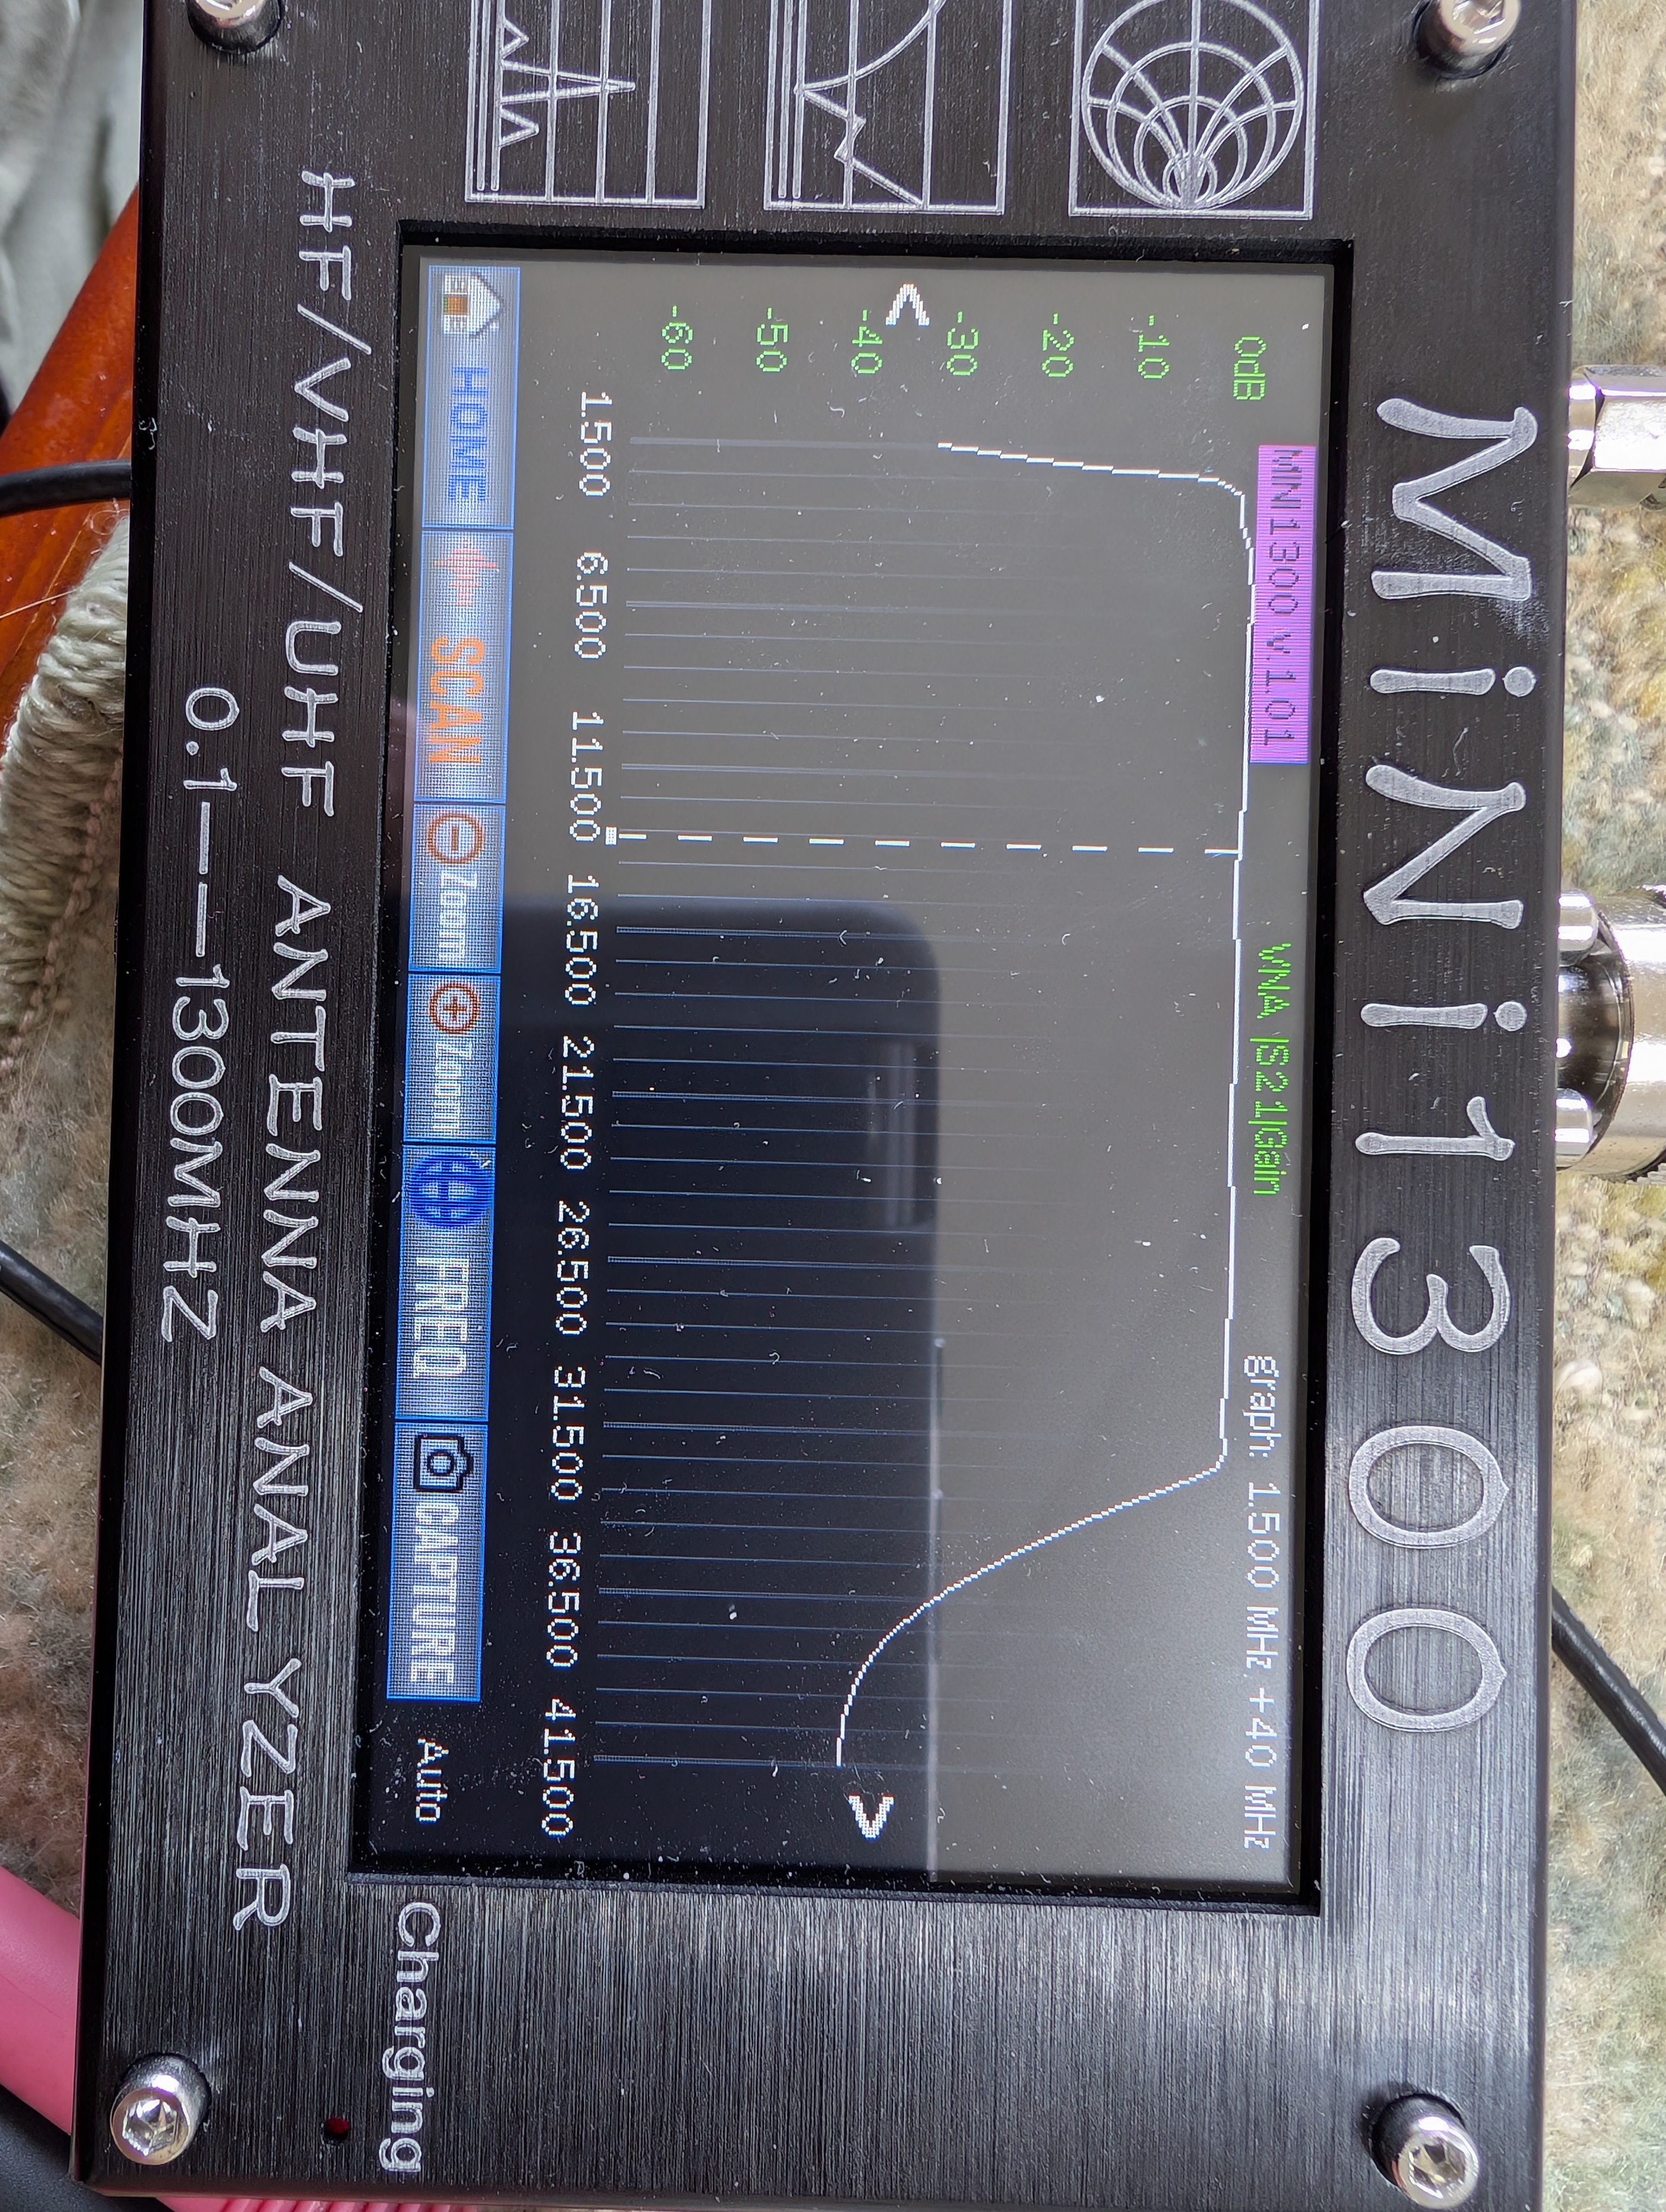 MiNi1300
MINI1300 v.1.01
VNA |S21|Gain
graph: 1.500 MHz +40 MHz
0dB
-10
-20
-30
<
-40
>
-50
-60
1.500 6.500 11.500 16.500 21.500 26.500 31.500 36.500 41.500
HOME SCAN Zoom Zoom FREQ CAPTURE Auto
Charging
HF/VHF/UHF ANTENNA ANALYZER
0.1——1300MHZ